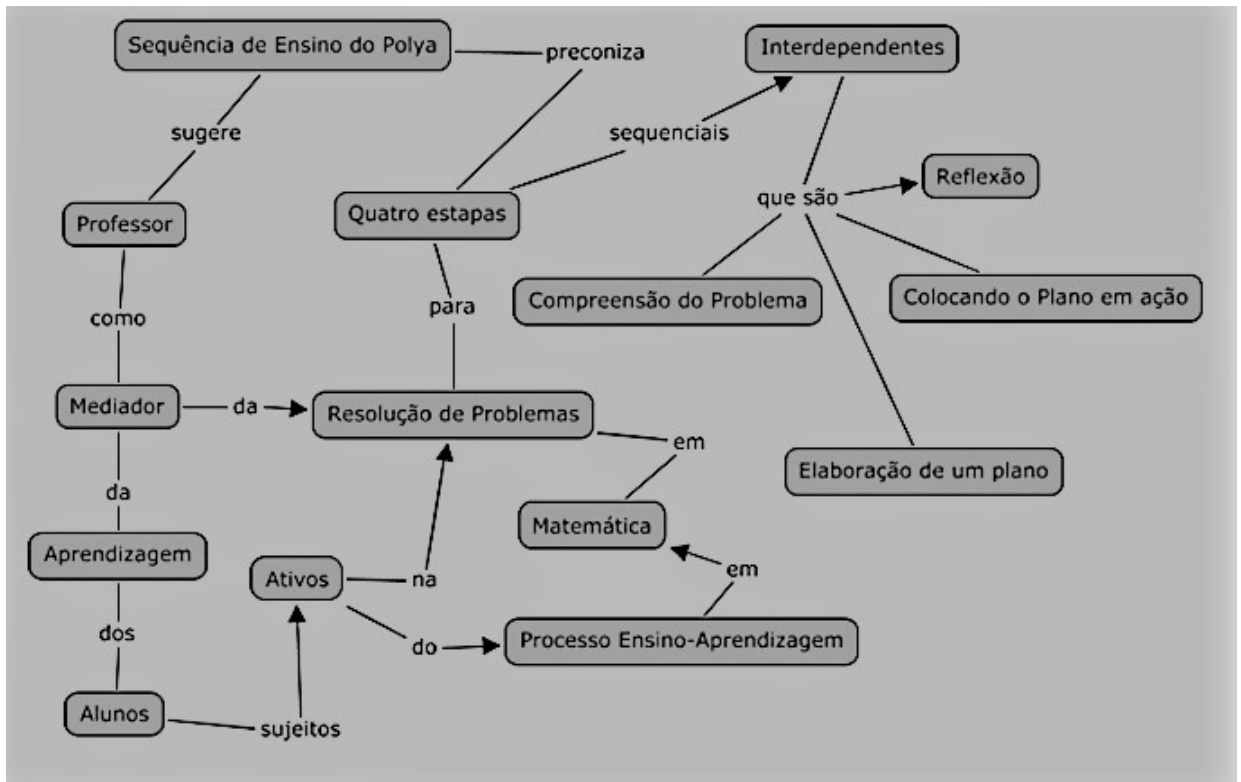 Sequência de Ensino do Polya
preconiza
Interdependentes
sugere
sequenciais
Reflexão
que são
Professor
Quatro estapas
Compreensão do Problema
Colocando o Plano em ação
como
para
Mediador
da
Resolução de Problemas
em
Elaboração de um plano
da
Matemática
Aprendizagem
Ativos
na
em
dos
do
Processo Ensino-Aprendizagem
Alunos
sujeitos